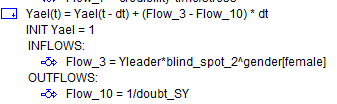 Yael(t) = Yael(t - dt) + (Flow_3 - Flow_10) * dt
INIT Yael = 1
INFLOWS:
Flow_3 = Yleader*blind_spot_2^gender[female]
OUTFLOWS:
Flow_10 = 1/doubt_SY